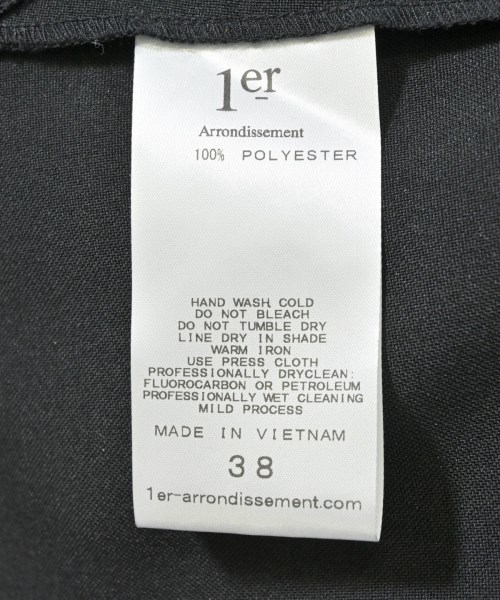 1er
Arrondissement
100% POLYESTER
HAND WASH COLD
DO NOT BLEACH
DO NOT TUMBLE DRY
LINE DRY IN SHADE
WARM IRON
USE PRESS CLOTH
PROFESSIONALLY DRYCLEAN:
FLUOROCARBON OR PETROLEUM
PROFESSIONALLY WET CLEANING
MILD PROCESS
MADE IN VIETNAM
38
1er-arrondissement.com